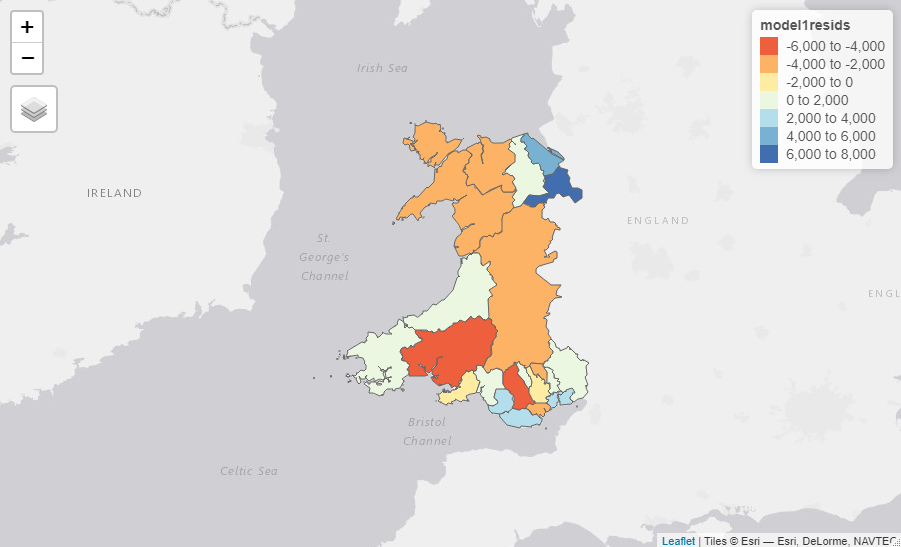 +
−
model1resids
-6,000 to -4,000
-4,000 to -2,000
-2,000 to 0
0 to 2,000
2,000 to 4,000
4,000 to 6,000
6,000 to 8,000
Irish Sea
IRELAND
ENGLAND
St
George's
Channel
ENGL
Bristol
Channel
Celtic Sea
Leaflet | Tiles © Esri — Esri, DeLorme, NAVTEQ